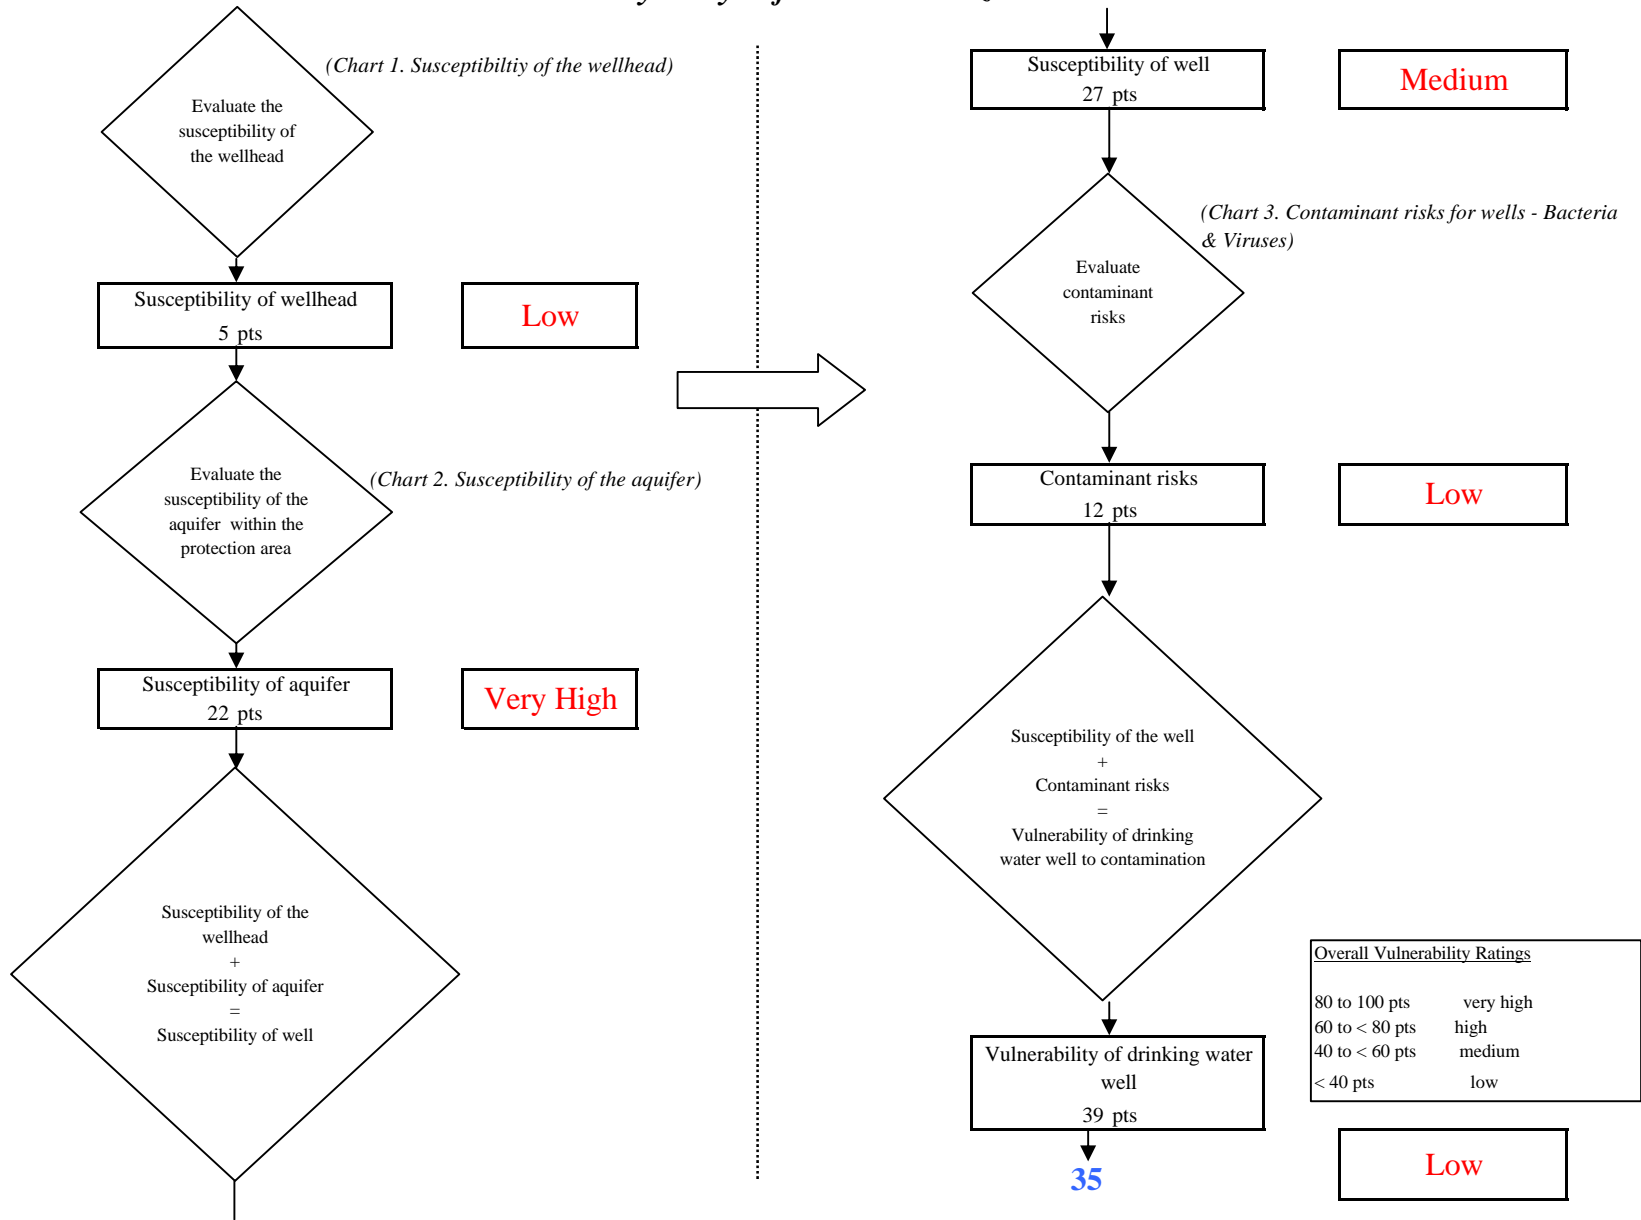 (Chart 1. Susceptibiltiy of the wellhead)
Evaluate the
susceptibility of
the wellhead
Susceptibility of wellhead
5 pts
Low
Evaluate the
susceptibility of the
aquifer within the
protection area
(Chart 2. Susceptibility of the aquifer)
Susceptibility of aquifer
22 pts
Very High
Susceptibility of the
wellhead
+
Susceptibility of aquifer
=
Susceptibility of well
Susceptibility of well
27 pts
Medium
(Chart 3. Contaminant risks for wells - Bacteria
& Viruses)
Evaluate
contaminant
risks
Contaminant risks
12 pts
Low
Susceptibility of the well
+
Contaminant risks
=
Vulnerability of drinking
water well to contamination
Overall Vulnerability Ratings
80 to 100 pts very high
60 to < 80 pts high
40 to < 60 pts medium
< 40 pts low
Vulnerability of drinking water
well
39 pts
35
Low